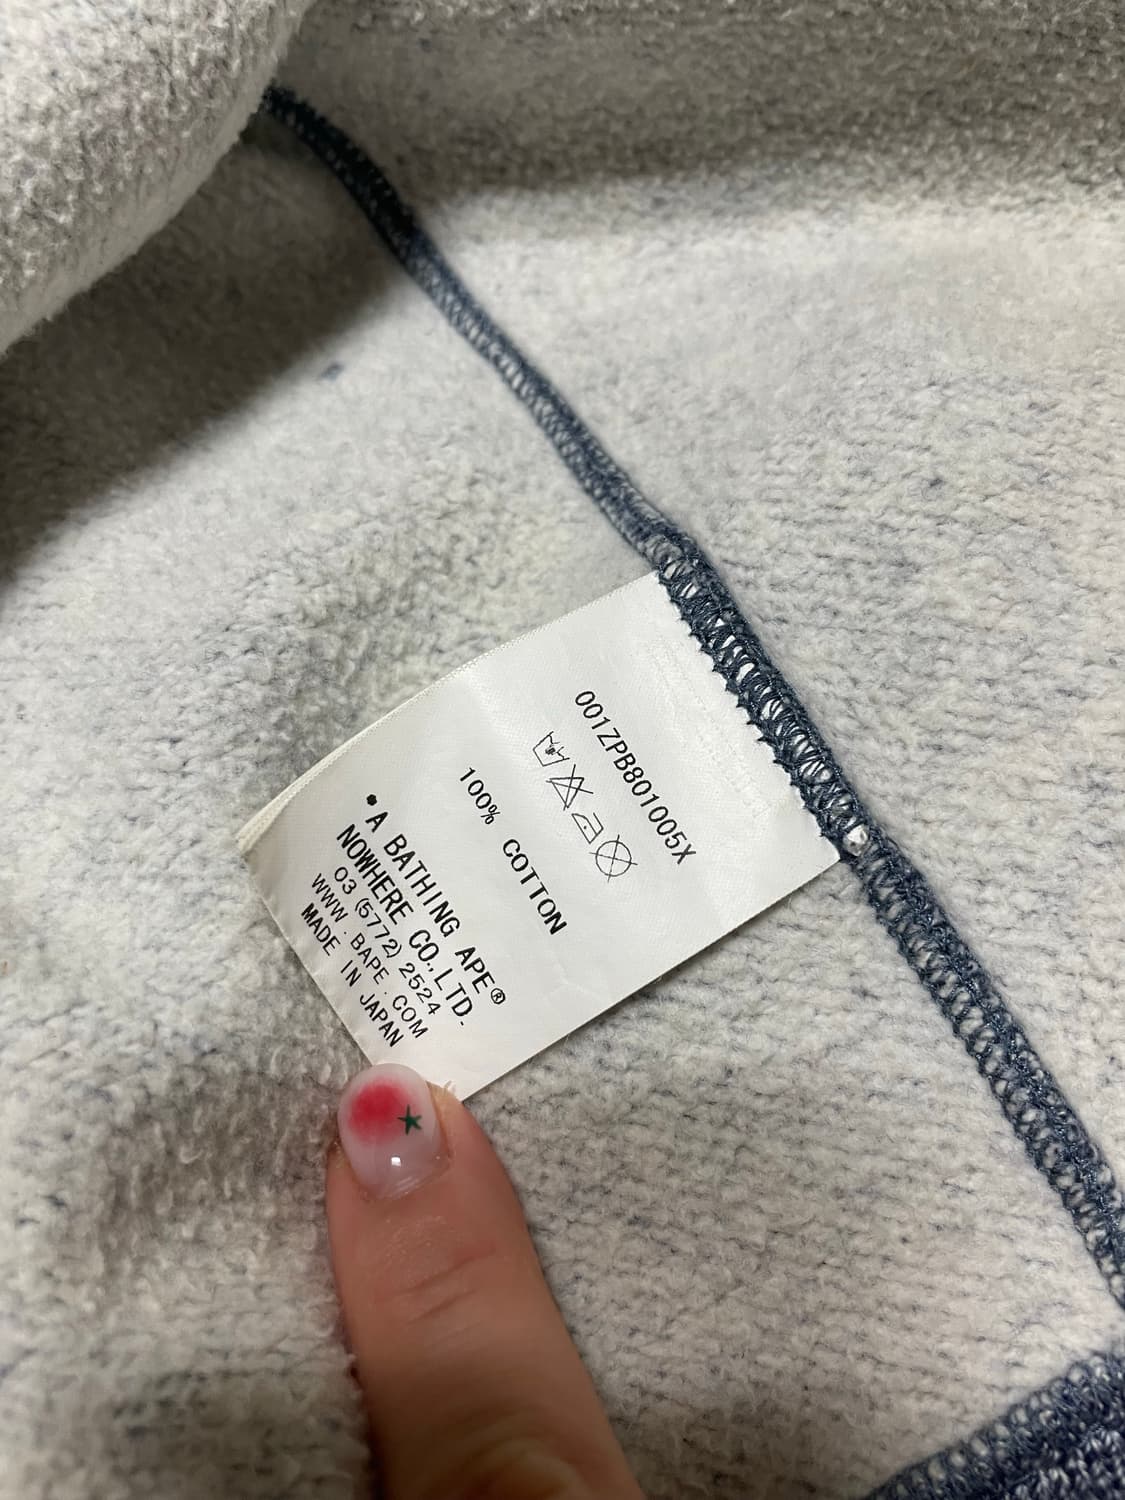 001ZPB801005X
100% COTTON
•A BATHING APE®
NOWHERE CO., LTD.
03 (5772) 2524
WWW.BAPE.COM
MADE IN JAPAN